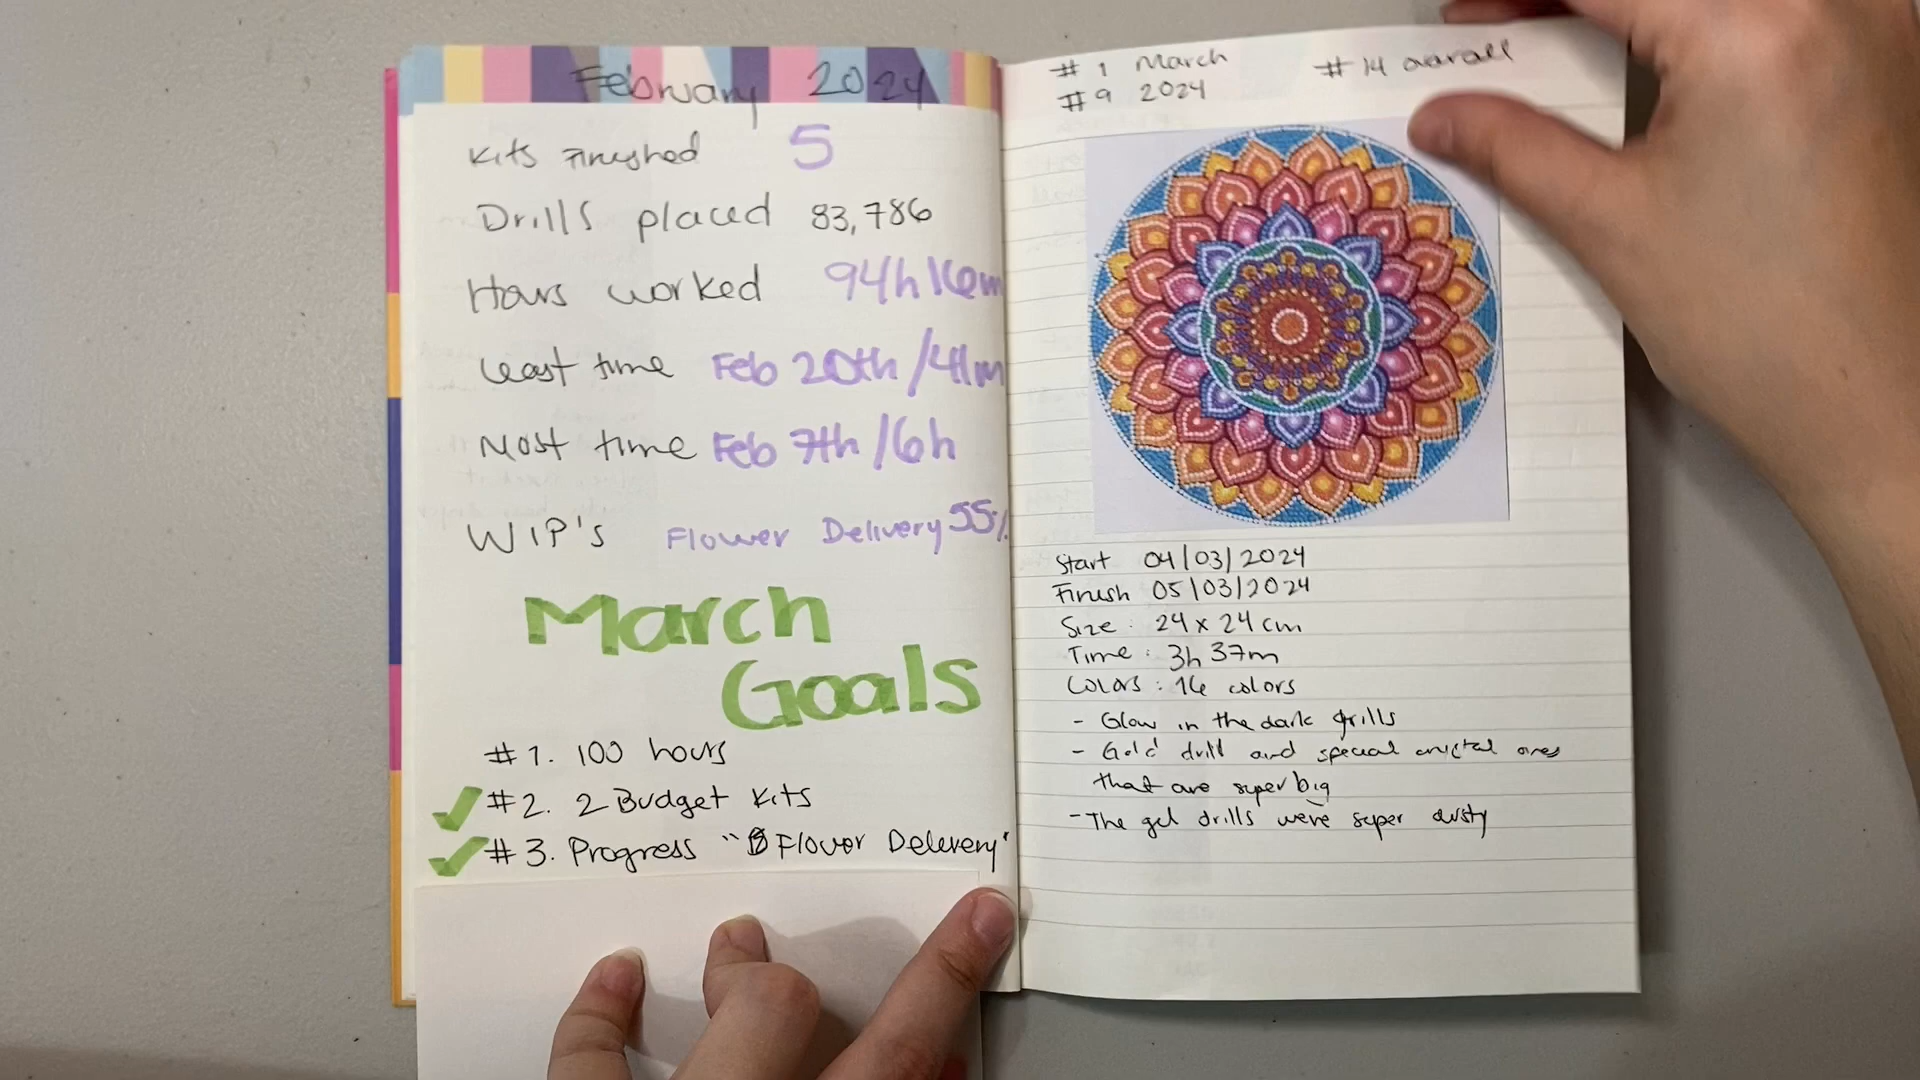 February 2024
Kits Finished 5
Drills placed 83,786
Hours worked 94h 16m
Least time Feb 20th / 41m
Most time Feb 7th / 6h
WIP's Flower Delivery 55%
March
Goals
#1. 100 hours
#2. 2 Budget Kits
#3. Progress "Flower Delevery"
#1 March #14 overall
#9 2024
Start 04/03/2024
Finish 05/03/2024
Size : 24 x 24 cm
Time : 3h 37m
Colors : 16 colors
- Glow in the dark drills
- Gold drill and special cristal ones
that are super big
- The gel drills were super dusty